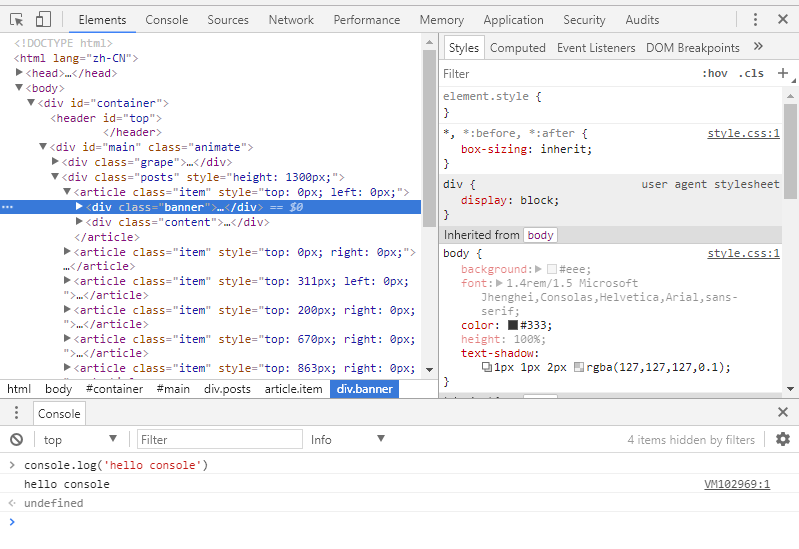 Elements Console Sources Network Performance Memory Application Security Audits
<!DOCTYPE html>
<html lang="zh-CN">
<head>…</head>
<body>
<div id="container">
<header id="top">
</header>
<div id="main" class="animate">
<div class="grape">…</div>
<div class="posts" style="height: 1300px;">
<article class="item" style="top: 0px; left: 0px;">
<div class="banner">…</div> == $0
<div class="content">…</div>
</article>
<article class="item" style="top: 0px; right: 0px;">
…</article>
<article class="item" style="top: 311px; left: 0px;
">…</article>
<article class="item" style="top: 200px; right: 0px;
">…</article>
<article class="item" style="top: 670px; right: 0px;
">…</article>
<article class="item" style="top: 863px; right: 0px;
html body #container #main div.posts article.item div.banner
Styles Computed Event Listeners DOM Breakpoints »
Filter :hov .cls +
element.style {
}
*, *:before, *:after { style.css:1
box-sizing: inherit;
}
div { user agent stylesheet
display: block;
}
Inherited from body
body { style.css:1
background: #eee;
font: 1.4rem/1.5 Microsoft
Jhenghei,Consolas,Helvetica,Arial,sans-
serif;
color: #333;
height: 100%;
text-shadow:
1px 1px 2px rgba(127,127,127,0.1);
}
Console
top Filter Info 4 items hidden by filters
> console.log('hello console')
hello console VM102969:1
undefined
>